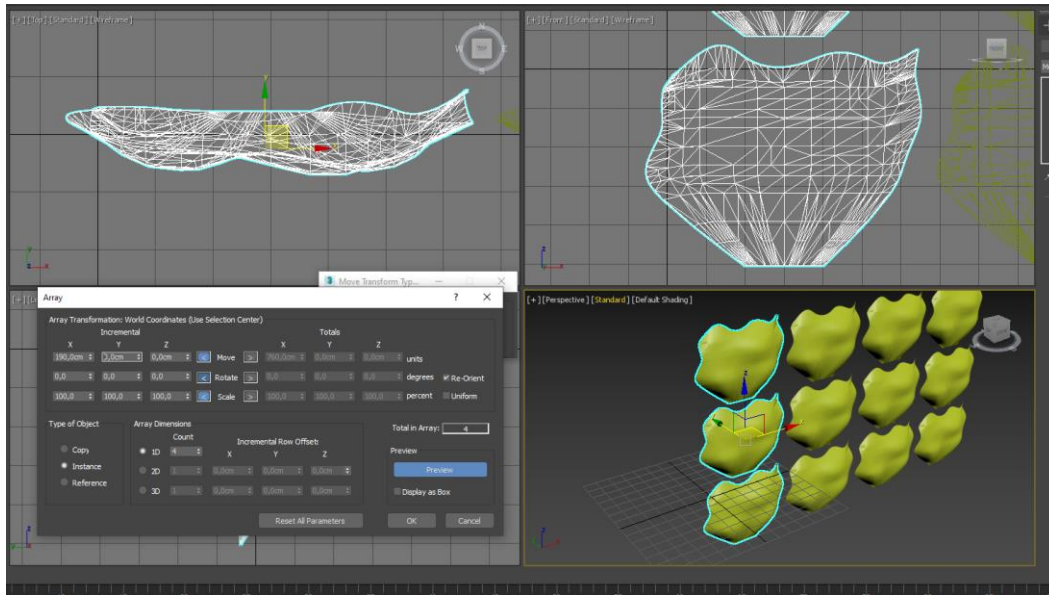 [+][Top][Standard][Wireframe]
N
W TOP E
S
[+][Front][Standard][Wireframe]
Move Transform Typ...
Array
Array Transformation: World Coordinates (Use Selection Center)
Incremental Totals
X Y Z X Y Z
190,0cm 0,0cm 0,0cm < Move > 760,0cm 0,0cm 0,0cm units
0,0 0,0 0,0 < Rotate > 0,0 0,0 0,0 degrees Re-Orient
100,0 100,0 100,0 < Scale > 100,0 100,0 100,0 percent Uniform
Type of Object Array Dimensions Total in Array: 4
Count Incremental Row Offsets
X Y Z
Copy 1D 4 Preview
Instance 2D 1 0,0cm 0,0cm 0,0cm Preview
Reference 3D 1 0,0cm 0,0cm 0,0cm Display as Box
Reset All Parameters OK Cancel
[+][Perspective][Standard][Default Shading]